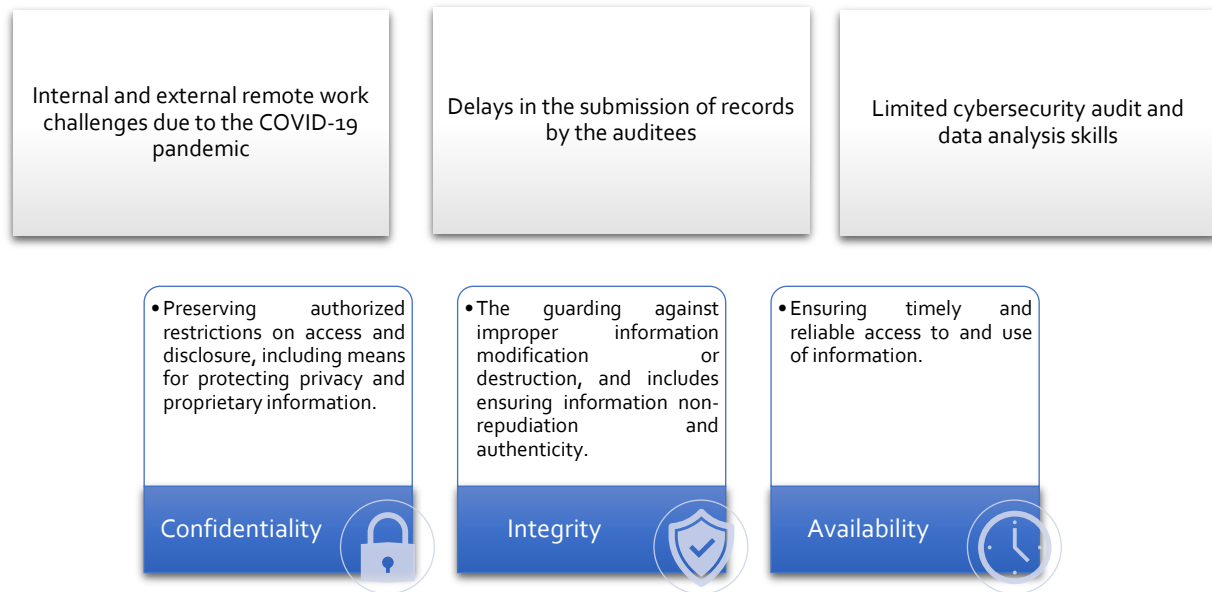 Internal and external remote work
challenges due to the COVID-19
pandemic
Delays in the submission of records
by the auditees
Limited cybersecurity audit and
data analysis skills
•Preserving authorized
restrictions on access and
disclosure, including means
for protecting privacy and
proprietary information.
Confidentiality
•The guarding against
improper information
modification or
destruction, and includes
ensuring information non-
repudiation and
authenticity.
Integrity
•Ensuring timely and
reliable access to and use
of information.
Availability